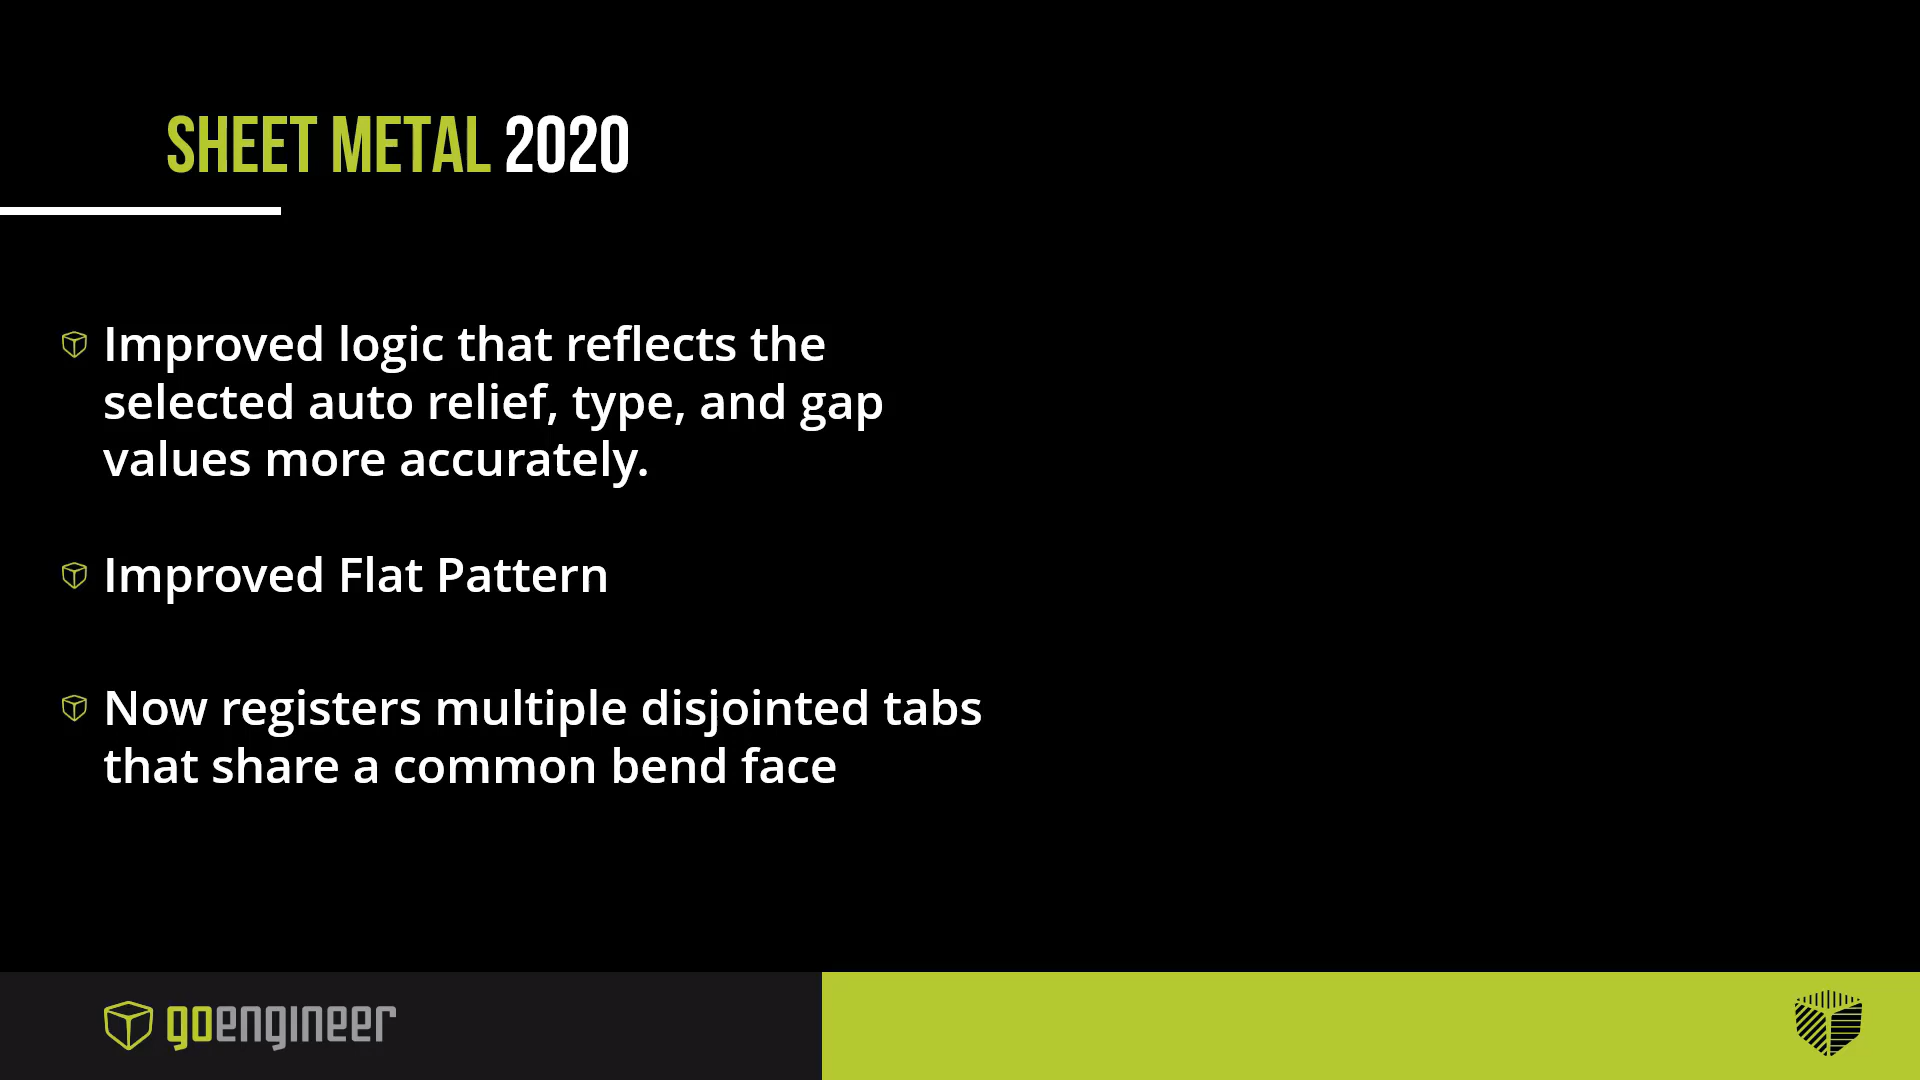 SHEET METAL 2020
Improved logic that reflects the
selected auto relief, type, and gap
values more accurately.
Improved Flat Pattern
Now registers multiple disjointed tabs
that share a common bend face
goengineer